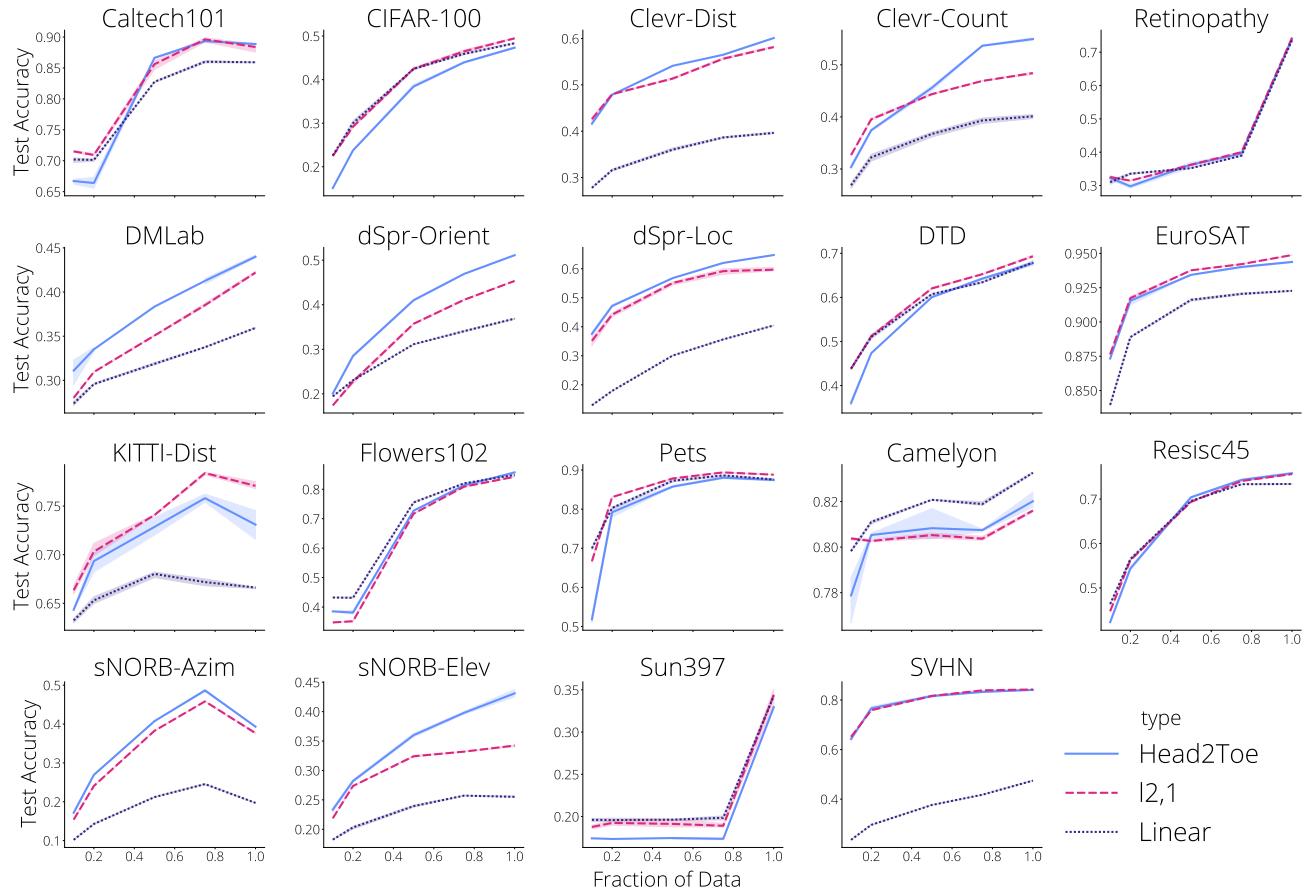 Caltech101 CIFAR-100 Clevr-Dist Clevr-Count Retinopathy
Test Accuracy
0.90 0.85 0.80 0.75 0.70 0.65
0.5 0.4 0.3 0.2
0.6 0.5 0.4 0.3
0.5 0.4 0.3
0.7 0.6 0.5 0.4 0.3
DMLab dSpr-Orient dSpr-Loc DTD EuroSAT
Test Accuracy
0.45 0.40 0.35 0.30
0.5 0.4 0.3 0.2
0.6 0.5 0.4 0.3 0.2
0.7 0.6 0.5 0.4
0.950 0.925 0.900 0.875 0.850
KITTI-Dist Flowers102 Pets Camelyon Resisc45
Test Accuracy
0.75 0.70 0.65
0.8 0.7 0.6 0.5 0.4
0.9 0.8 0.7 0.6 0.5
0.82 0.80 0.78
0.7 0.6 0.5
0.2 0.4 0.6 0.8 1.0
sNORB-Azim sNORB-Elev Sun397 SVHN
Test Accuracy
0.5 0.4 0.3 0.2 0.1
0.45 0.40 0.35 0.30 0.25 0.20
0.35 0.30 0.25 0.20
0.8 0.6 0.4
type
Head2Toe
l2,1
Linear
0.2 0.4 0.6 0.8 1.0 0.2 0.4 0.6 0.8 1.0 0.2 0.4 0.6 0.8 1.0 0.2 0.4 0.6 0.8 1.0
Fraction of Data